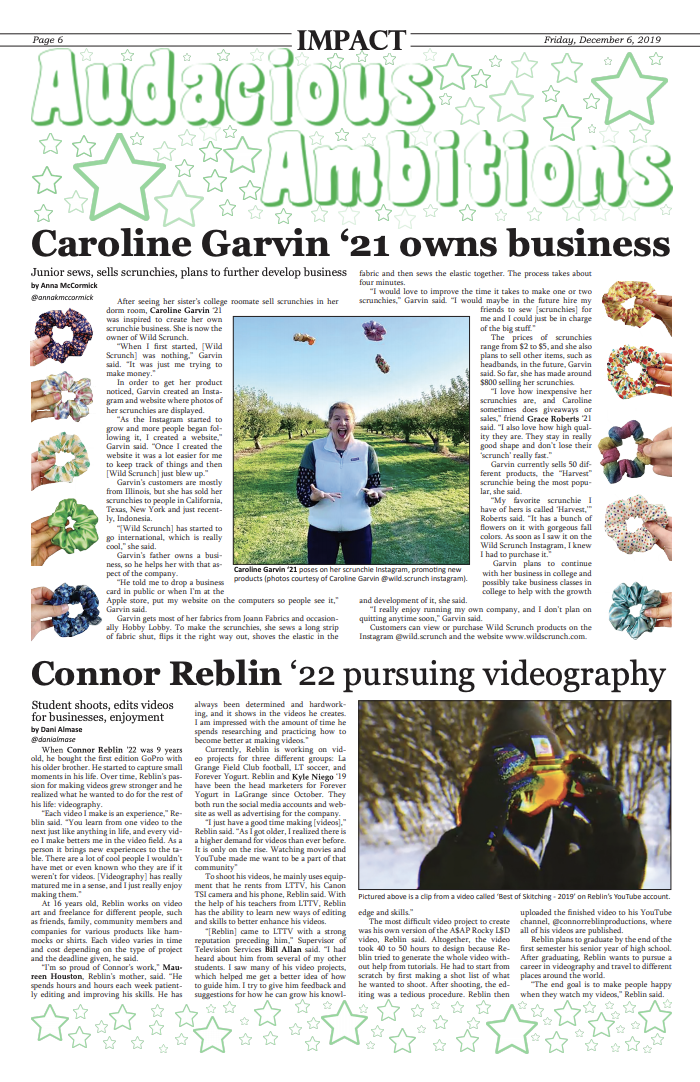 Page 6
IMPACT
Friday, December 6, 2019
Audacious
Ambitions
Caroline Garvin ‘21 owns business
Junior sews, sells scrunchies, plans to further develop business
by Anna McCormick
@annakmccormick
After seeing her sister's college roomate sell scrunchies in her
dorm room, Caroline Garvin '21
was inspired to create her own
scrunchie business. She is now the
owner of Wild Scrunch.
"When I first started, [Wild
Scrunch] was nothing," Garvin
said. "It was just me trying to
make money."
In order to get her product
noticed, Garvin created an Insta-
gram and website where photos of
her scrunchies are displayed.
"As the Instagram started to
grow and more people began fol-
lowing it, I created a website,"
Garvin said. "Once I created the
website it was a lot easier for me
to keep track of things and then
[Wild Scrunch] just blew up."
Garvin's customers are mostly
from Illinois, but she has sold her
scrunchies to people in California,
Texas, New York and just recent-
ly, Indonesia.
"[Wild Scrunch] has started to
go international, which is really
cool," she said.
Garvin's father owns a busi-
ness, so he helps her with that as-
pect of the company.
"He told me to drop a business
card in public or when I'm at the
Apple store, put my website on the computers so people see it,"
Garvin said.
Garvin gets most of her fabrics from Joann Fabrics and occasion-
ally Hobby Lobby. To make the scrunchies, she sews a long strip
of fabric shut, flips it the right way out, shoves the elastic in the
fabric and then sews the elastic together. The process takes about
four minutes.
"I would love to improve the time it takes to make one or two
scrunchies," Garvin said. "I would maybe in the future hire my
friends to sew [scrunchies] for
me and I could just be in charge
of the big stuff."
The prices of scrunchies
range from $2 to $5, and she also
plans to sell other items, such as
headbands, in the future, Garvin
said. So far, she has made around
$800 selling her scrunchies.
"I love how inexpensive her
scrunchies are, and Caroline
sometimes does giveaways or
sales," friend Grace Roberts '21
said. "I also love how high qual-
ity they are. They stay in really
good shape and don't lose their
'scrunch' really fast."
Garvin currently sells 50 dif-
ferent products, the "Harvest"
scrunchie being the most popu-
lar, she said.
"My favorite scrunchie I
have of hers is called 'Harvest,'"
Roberts said. "It has a bunch of
flowers on it with gorgeous fall
colors. As soon as I saw it on the
Wild Scrunch Instagram, I knew
I had to purchase it."
Garvin plans to continue
with her business in college and
possibly take business classes in
college to help with the growth
and development of it, she said.
"I really enjoy running my own company, and I don't plan on
quitting anytime soon," Garvin said.
Customers can view or purchase Wild Scrunch products on the
Instagram @wild.scrunch and the website www.wildscrunch.com.
Caroline Garvin '21 poses on her scrunchie Instagram, promoting new
products (photos courtesy of Caroline Garvin @wild.scrunch instagram).
Connor Reblin ‘22 pursuing videography
Student shoots, edits videos
for businesses, enjoyment
by Dani Almase
@danialmase
When Connor Reblin '22 was 9 years
old, he bought the first edition GoPro with
his older brother. He started to capture small
moments in his life. Over time, Reblin's pas-
sion for making videos grew stronger and he
realized what he wanted to do for the rest of
his life: videography.
"Each video I make is an experience," Re-
blin said. "You learn from one video to the
next just like anything in life, and every vid-
eo I make betters me in the video field. As a
person it brings new experiences to the ta-
ble. There are a lot of cool people I wouldn't
have met or even known who they are if it
weren't for videos. [Videography] has really
matured me in a sense, and I just really enjoy
making them."
At 16 years old, Reblin works on video
art and freelance for different people, such
as friends, family, community members and
companies for various products like ham-
mocks or shirts. Each video varies in time
and cost depending on the type of project
and the deadline given, he said.
"I'm so proud of Connor's work," Mau-
reen Houston, Reblin's mother, said. "He
spends hours and hours each week patient-
ly editing and improving his skills. He has
always been determined and hardwork-
ing, and it shows in the videos he creates.
I am impressed with the amount of time he
spends researching and practicing how to
become better at making videos."
Currently, Reblin is working on vid-
eo projects for three different groups: La
Grange Field Club football, LT soccer, and
Forever Yogurt. Reblin and Kyle Niego '19
have been the head marketers for Forever
Yogurt in LaGrange since October. They
both run the social media accounts and web-
site as well as advertising for the company.
"I just have a good time making [videos],"
Reblin said. "As I got older, I realized there is
a higher demand for videos than ever before.
It is only on the rise. Watching movies and
YouTube made me want to be a part of that
community"
To shoot his videos, he mainly uses equip-
ment that he rents from LTTV, his Canon
T5I camera and his phone, Reblin said. With
the help of his teachers from LTTV, Reblin
has the ability to learn new ways of editing
and skills to better enhance his videos.
"[Reblin] came to LTTV with a strong
reputation preceding him," Supervisor of
Television Services Bill Allan said. "I had
heard about him from several of my other
students. I saw many of his video projects,
which helped me get a better idea of how
to guide him. I try to give him feedback and
suggestions for how he can grow his knowl-
Pictured above is a clip from a video called 'Best of Skitching - 2019' on Reblin's YouTube account.
edge and skills."
The most difficult video project to create
was his own version of the A$AP Rocky L$D
video, Reblin said. Altogether, the video
took 40 to 50 hours to design because Re-
blin tried to generate the whole video with-
out help from tutorials. He had to start from
scratch by first making a shot list of what
he wanted to shoot. After shooting, the ed-
iting was a tedious procedure. Reblin then
uploaded the finished video to his YouTube
channel, @connorreblinproductions, where
all of his videos are published.
Reblin plans to graduate by the end of the
first semester his senior year of high school.
After graduating, Reblin wants to pursue a
career in videography and travel to different
places around the world.
"The end goal is to make people happy
when they watch my videos," Reblin said.